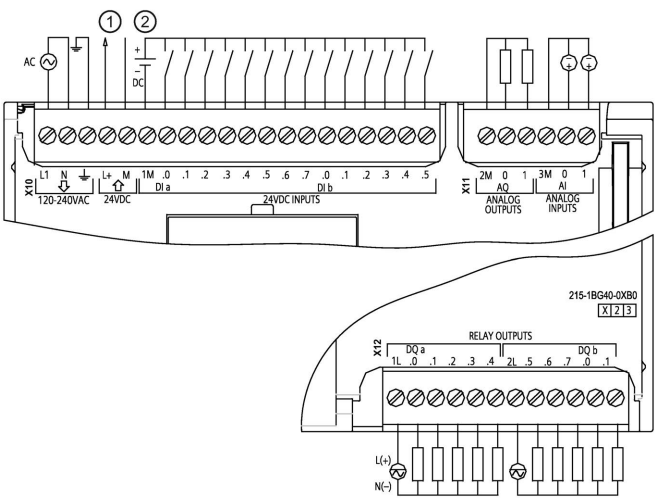 ① ②
AC
+
−
DC
L1 N L+ M 1M .0 .1 .2 .3 .4 .5 .6 .7 .0 .1 .2 .3 .4 .5
2M 0 1 3M 0 1
X10
X11
DI a DI b
AQ AI
120-240VAC 24VDC 24VDC INPUTS
ANALOG OUTPUTS
ANALOG INPUTS
215-1BG40-0XB0
X 2 3
RELAY OUTPUTS
X12
DQ a DQ b
1L .0 .1 .2 .3 .4 2L .5 .6 .7 .0 .1
L(+)
N(−)